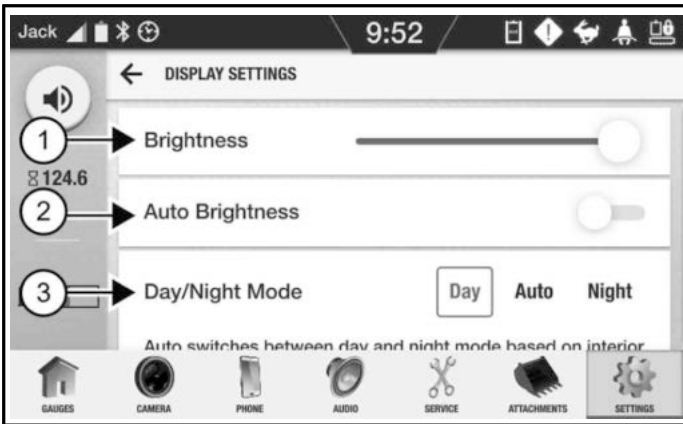 Jack 9:52
DISPLAY SETTINGS
1 Brightness
124.6
2 Auto Brightness
3 Day/Night Mode Day Auto Night
Auto switches between day and night mode based on interior
GAUGES CAMERA PHONE AUDIO SERVICE ATTACHMENTS SETTINGS